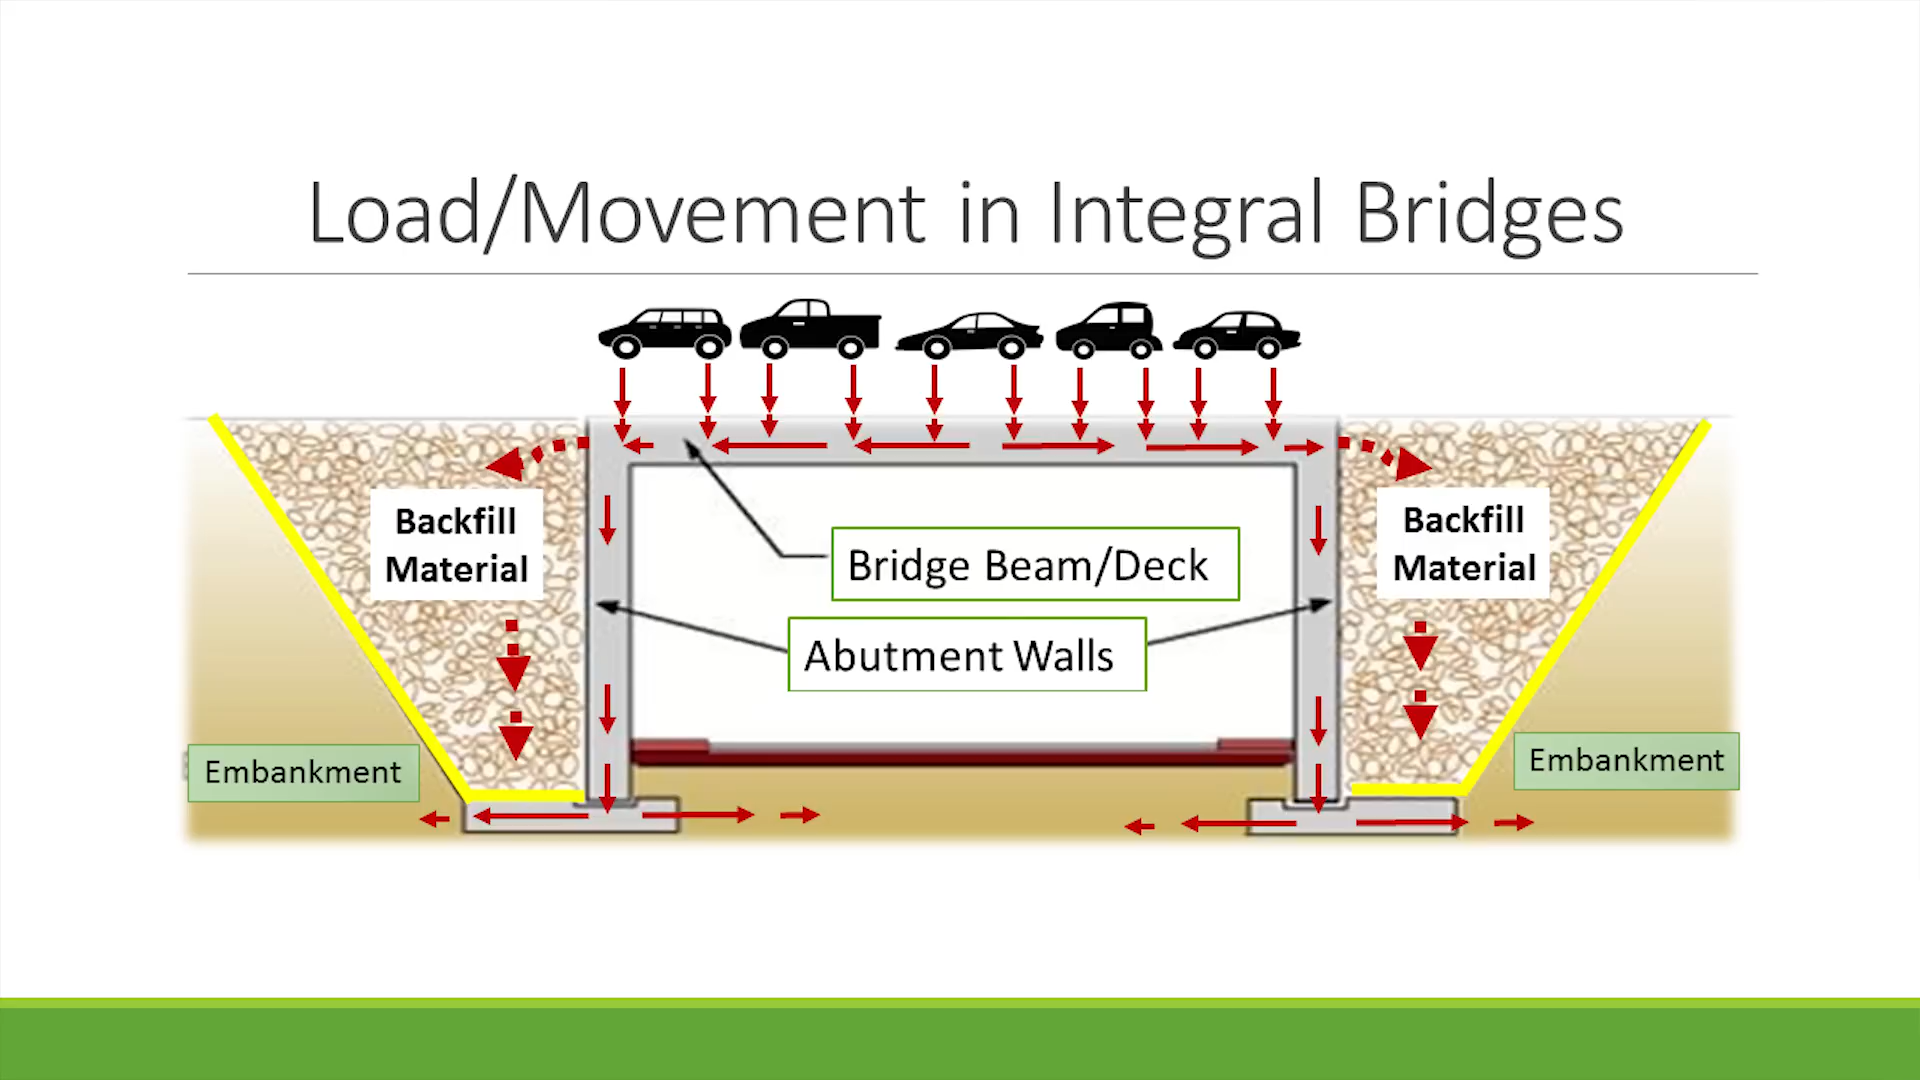 Load/Movement in Integral Bridges
Backfill
Material
Backfill
Material
Bridge Beam/Deck
Abutment Walls
Embankment
Embankment